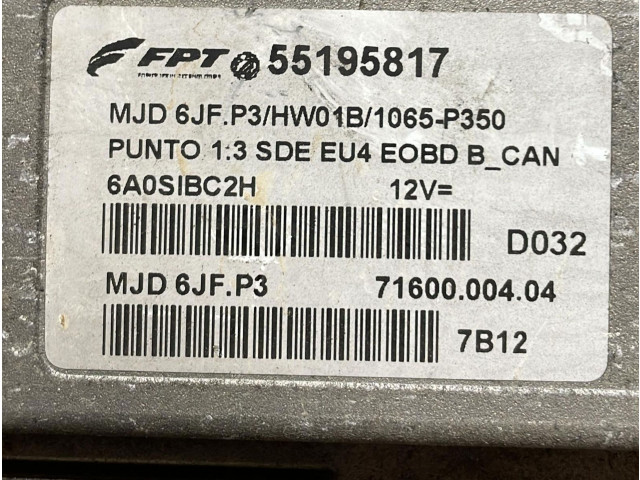 FPT 55195817
MJD 6JF.P3/HW01B/1065-P350
PUNTO 1:3 SDE EU4 EOBD B_CAN
6A0SIBC2H 12V=
D032
MJD 6JF.P3 71600.004.04
7B12